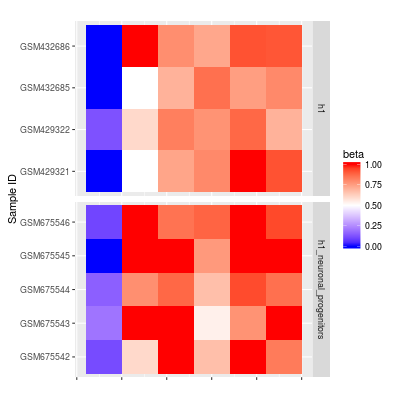 Sample ID
GSM432686
GSM432685
GSM429322
GSM429321
h1
GSM675546
GSM675545
GSM675544
GSM675543
GSM675542
h1_neuronal_progenitors
beta
1.00
0.75
0.50
0.25
0.00